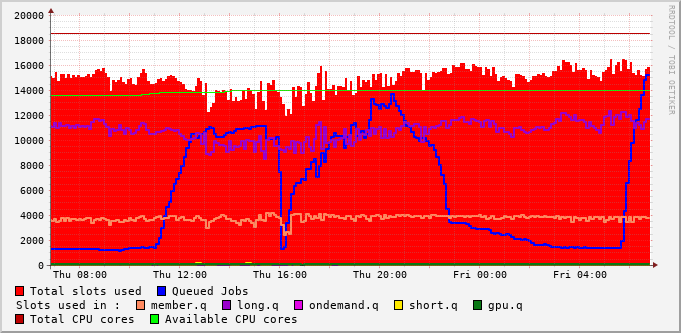 20000
18000
16000
14000
12000
10000
8000
6000
4000
2000
0
Thu 08:00 Thu 12:00 Thu 16:00 Thu 20:00 Fri 00:00 Fri 04:00
RRDTOOL / TOBI OETIKER
Total slots used Queued Jobs
Slots used in : member.q long.q ondemand.q short.q gpu.q
Total CPU cores Available CPU cores